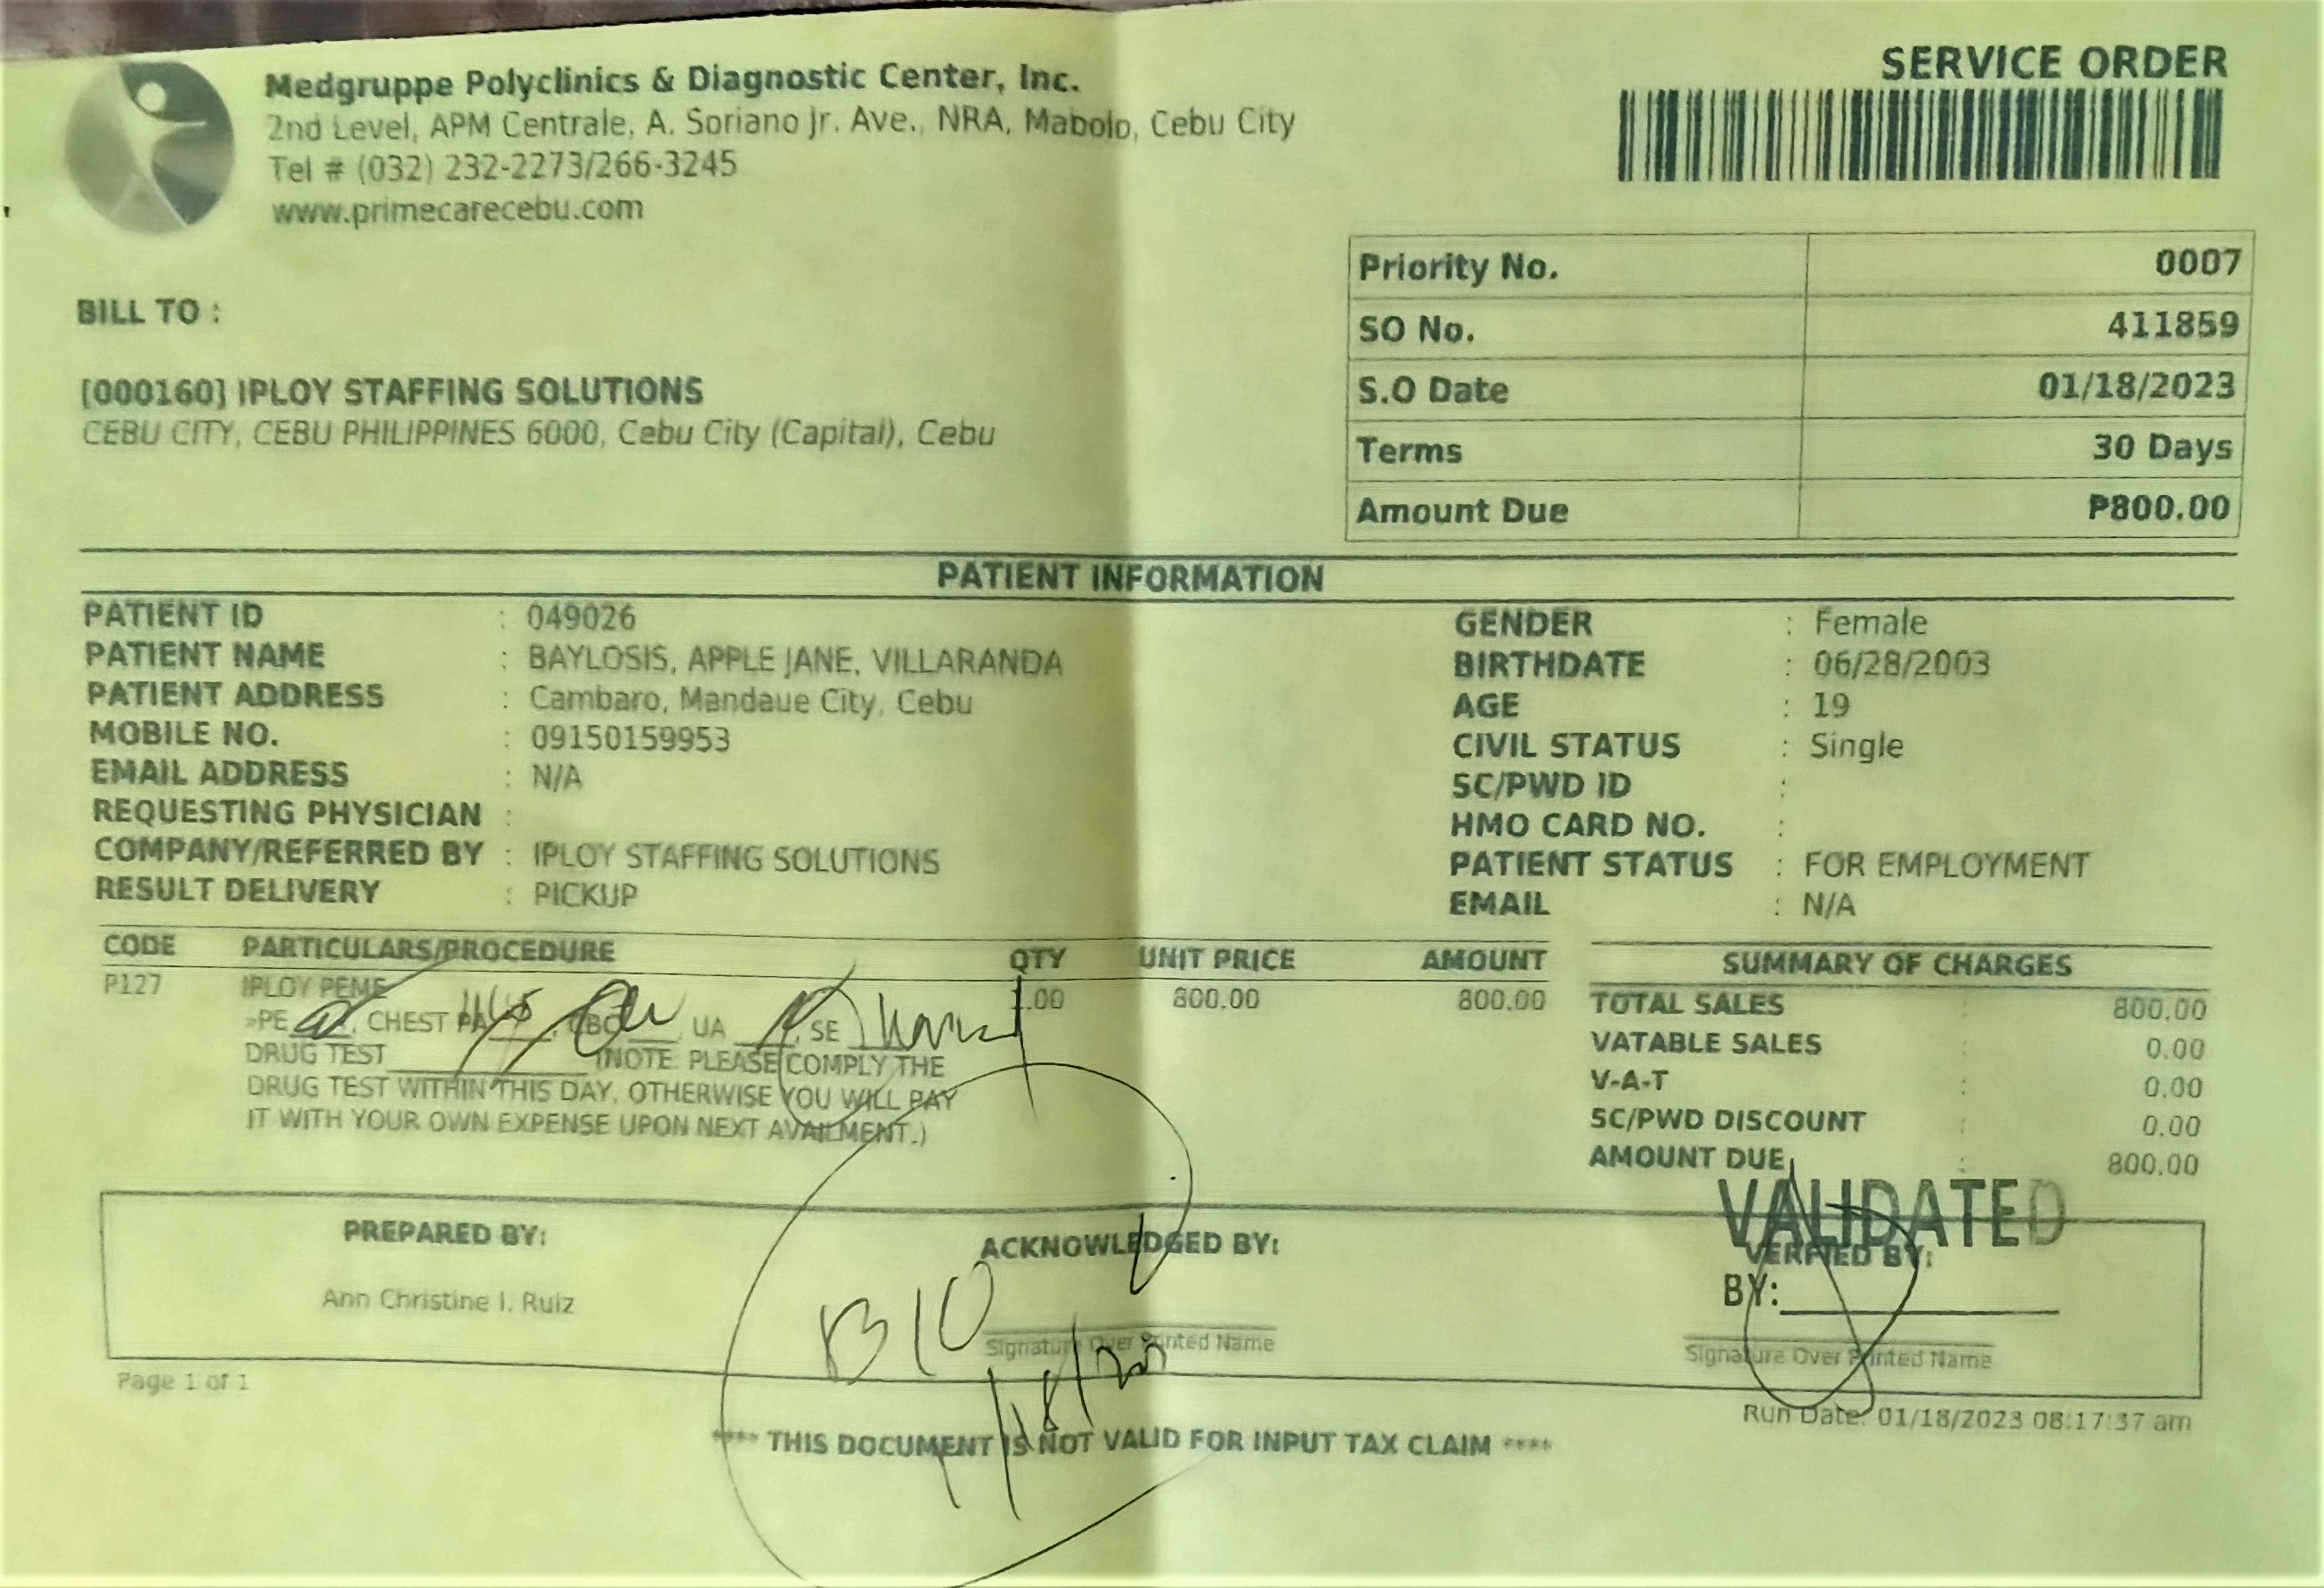 SERVICE ORDER
Medgruppe Polyclinics & Diagnostic Center, Inc.
2nd Level, APM Centrale, A. Soriano Jr. Ave., NRA, Mabolo, Cebu City
Tel # (032) 232-2273/266-3245
www.primecarecebu.com
Priority No. 0007
SO No. 411859
S.O Date 01/18/2023
Terms 30 Days
Amount Due ₱800.00
BILL TO :
[000160] IPLOY STAFFING SOLUTIONS
CEBU CITY, CEBU PHILIPPINES 6000, Cebu City (Capital), Cebu
PATIENT INFORMATION
PATIENT ID : 049026
PATIENT NAME : BAYLOSIS, APPLE JANE, VILLARANDA
PATIENT ADDRESS : Cambaro, Mandaue City, Cebu
MOBILE NO. : 09150159953
EMAIL ADDRESS : N/A
REQUESTING PHYSICIAN :
COMPANY/REFERRED BY : IPLOY STAFFING SOLUTIONS
RESULT DELIVERY : PICKUP
GENDER : Female
BIRTHDATE : 06/28/2003
AGE : 19
CIVIL STATUS : Single
SC/PWD ID :
HMO CARD NO. :
PATIENT STATUS : FOR EMPLOYMENT
EMAIL : N/A
CODE PARTICULARS/PROCEDURE QTY UNIT PRICE AMOUNT
P127 IPLOY PEME 1.00 800.00 800.00
»PE , CHEST PA , CBC , UA , SE
DRUG TEST (NOTE: PLEASE COMPLY THE
DRUG TEST WITHIN THIS DAY, OTHERWISE YOU WILL PAY
IT WITH YOUR OWN EXPENSE UPON NEXT AVAILMENT.)
SUMMARY OF CHARGES
TOTAL SALES : 800.00
VATABLE SALES : 0.00
V-A-T : 0.00
SC/PWD DISCOUNT : 0.00
AMOUNT DUE : 800.00
VALIDATED
BY:
PREPARED BY:
Ann Christine I. Ruiz
ACKNOWLEDGED BY:
BIO
Signature Over Printed Name
VERIFIED BY:
Signature Over Printed Name
Page 1 of 1
Run Date: 01/18/2023 08:17:37 am
**** THIS DOCUMENT IS NOT VALID FOR INPUT TAX CLAIM ****